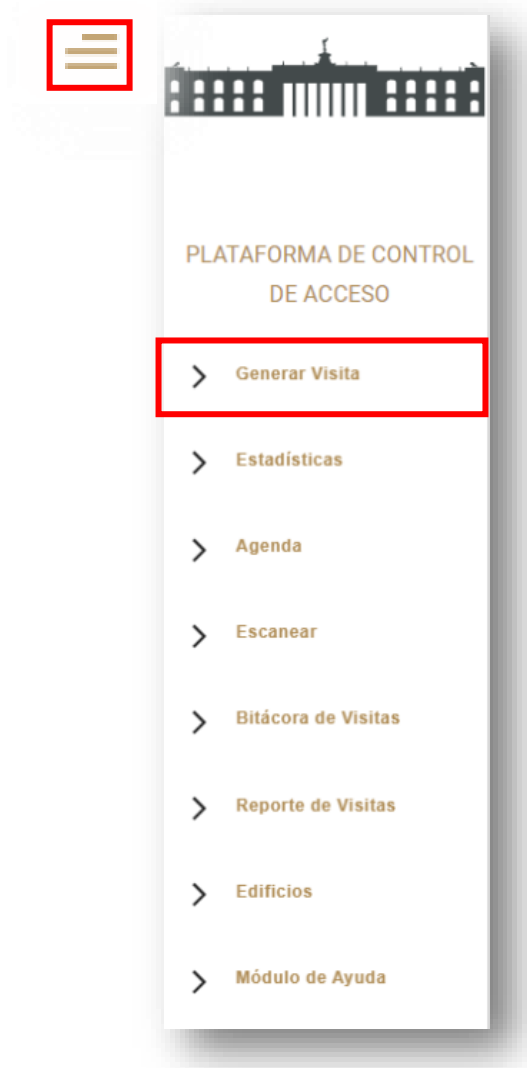 PLATAFORMA DE CONTROL
DE ACCESO
Generar Visita
Estadísticas
Agenda
Escanear
Bitácora de Visitas
Reporte de Visitas
Edificios
Módulo de Ayuda